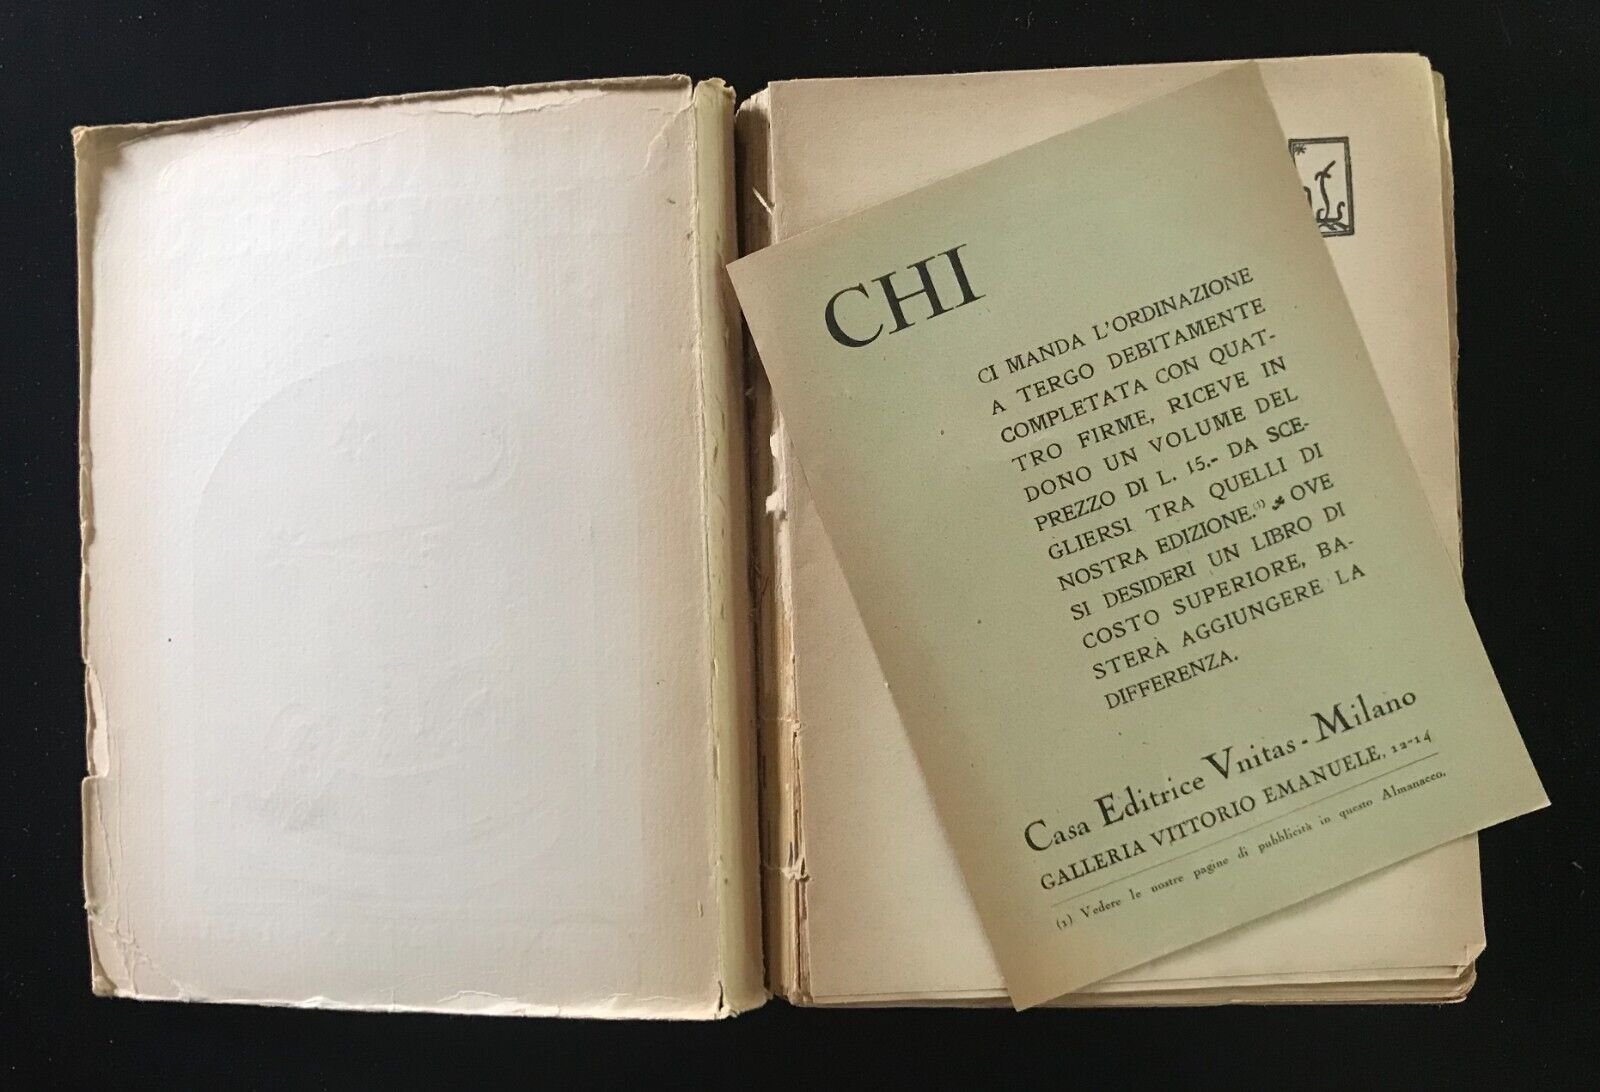 CHI
CI MANDA L'ORDINAZIONE
A TERGO DEBITAMENTE
COMPLETATA CON QUAT-
TRO FIRME, RICEVE IN
DONO UN VOLUME DEL
PREZZO DI L. 15.- DA SCE-
GLIERSI TRA QUELLI DI
NOSTRA EDIZIONE.(1) OVE
SI DESIDERI UN LIBRO DI
COSTO SUPERIORE, BA-
STERÀ AGGIUNGERE LA
DIFFERENZA.
Casa Editrice Vnitas - Milano
GALLERIA VITTORIO EMANUELE, 12-14
(1) Vedere le nostre pagine di pubblicità in questo Almanacco.